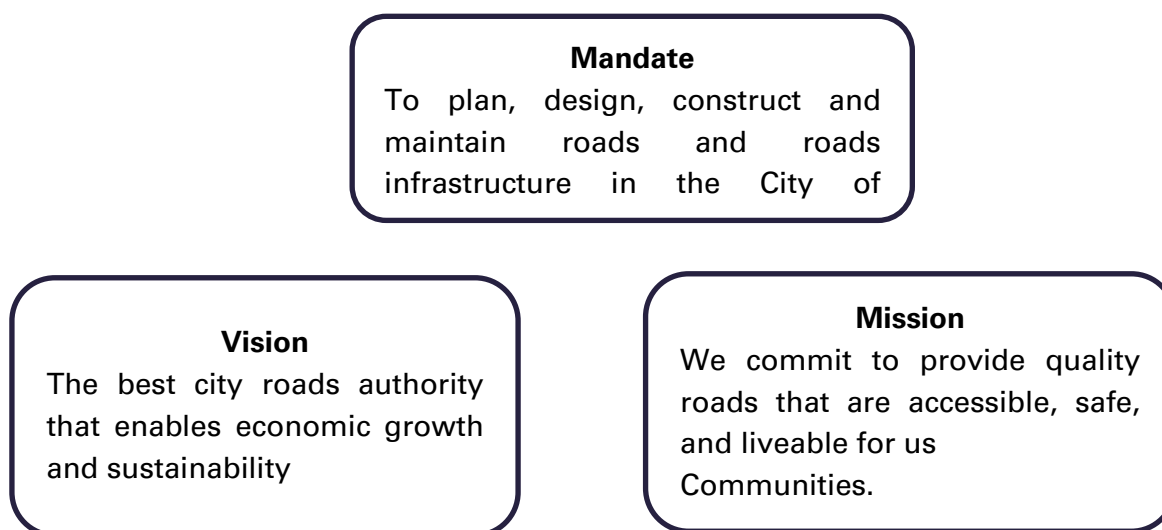 Mandate
To plan, design, construct and
maintain roads and roads
infrastructure in the City of
Vision
The best city roads authority
that enables economic growth
and sustainability
Mission
We commit to provide quality
roads that are accessible, safe,
and liveable for us
Communities.